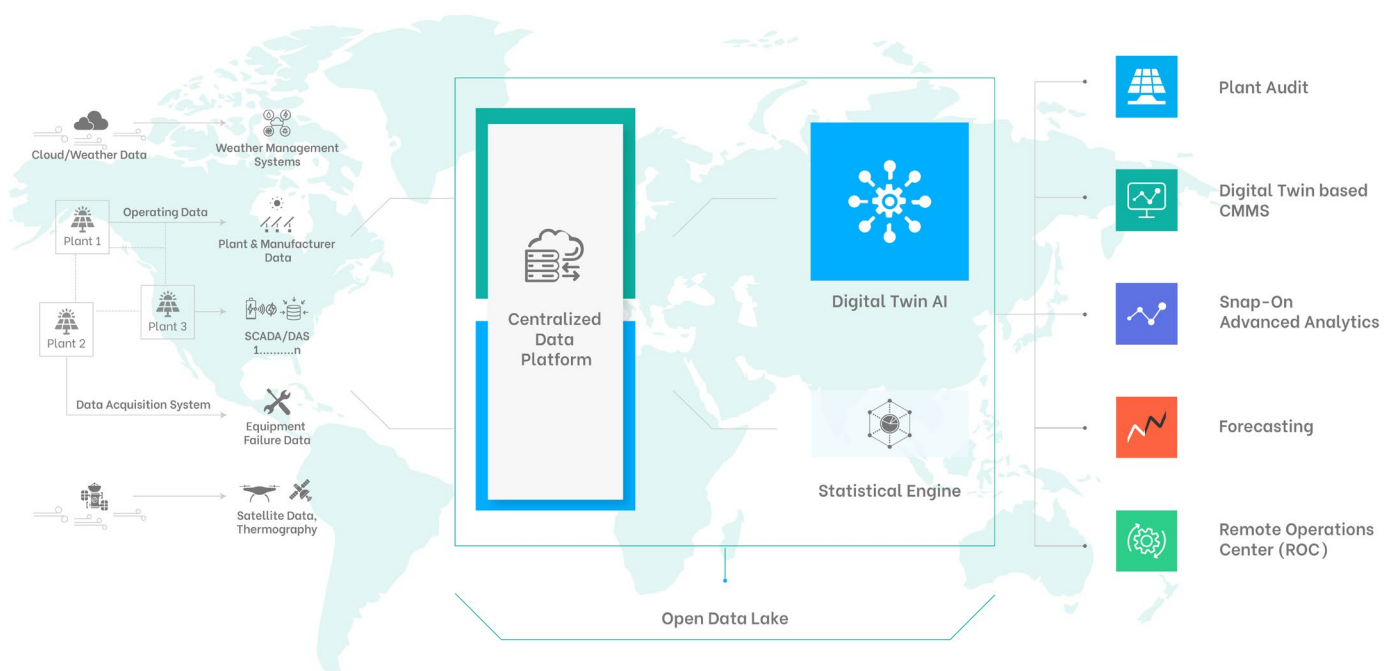 Cloud/Weather Data
Weather Management
Systems
Plant 1
Operating Data
Plant & Manufacturer
Data
Plant 2
Plant 3
SCADA/DAS
1..........n
Data Acquisition System
Equipment
Failure Data
Satellite Data,
Thermography
Centralized
Data
Platform
Digital Twin AI
Statistical Engine
Open Data Lake
Plant Audit
Digital Twin based
CMMS
Snap-On
Advanced Analytics
Forecasting
Remote Operations
Center (ROC)